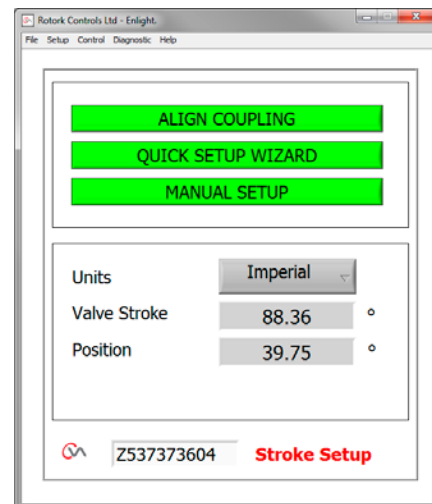 Rotork Controls Ltd - Enlight.
File Setup Control Diagnostic Help
ALIGN COUPLING
QUICK SETUP WIZARD
MANUAL SETUP
Units Imperial
Valve Stroke 88.36 °
Position 39.75 °
Z537373604 Stroke Setup